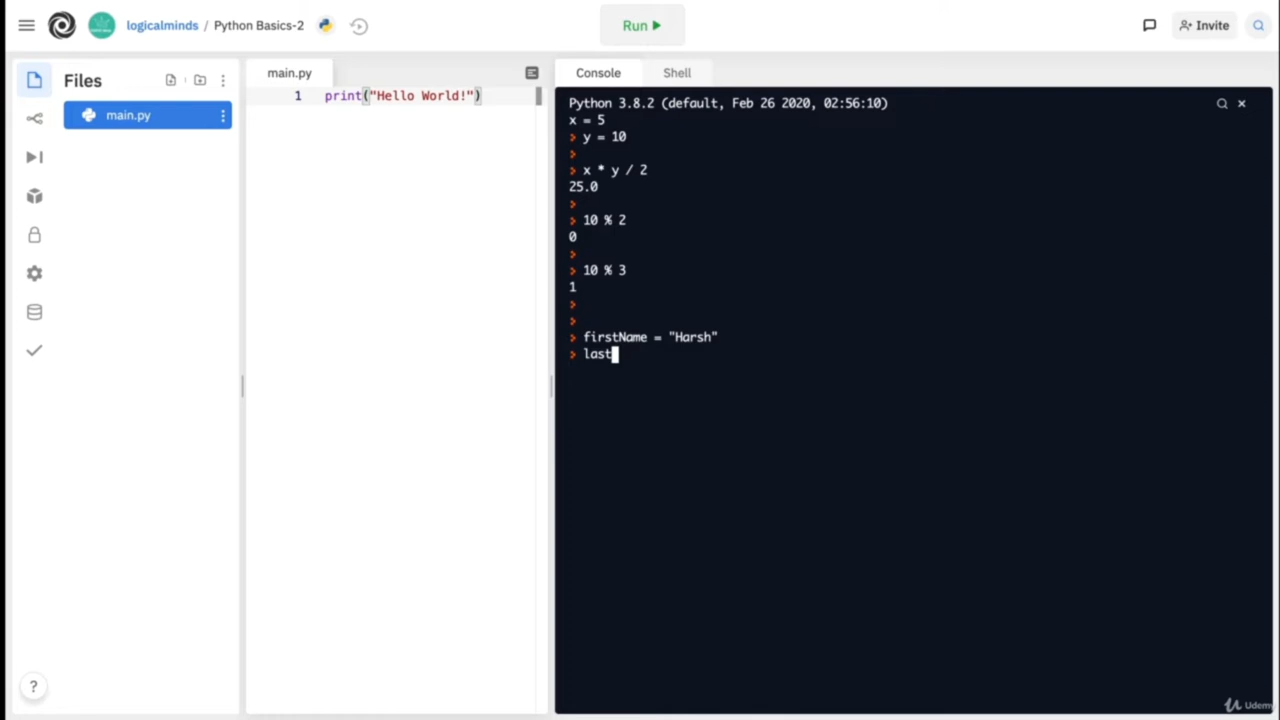 logicalminds / Python Basics-2
Run
Invite
Files
main.py
main.py
1 print("Hello World!")
Console
Shell
Python 3.8.2 (default, Feb 26 2020, 02:56:10)
x = 5
> y = 10
>
> x * y / 2
25.0
>
> 10 % 2
0
>
> 10 % 3
1
>
>
> firstName = "Harsh"
> last
?
Udemy